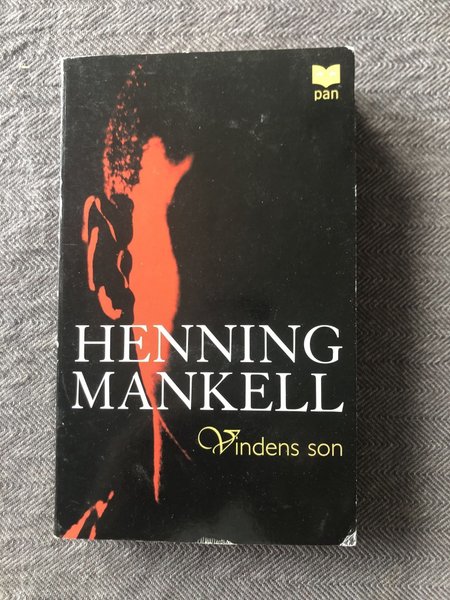 pan
HENNING
MANKELL
Vindens son